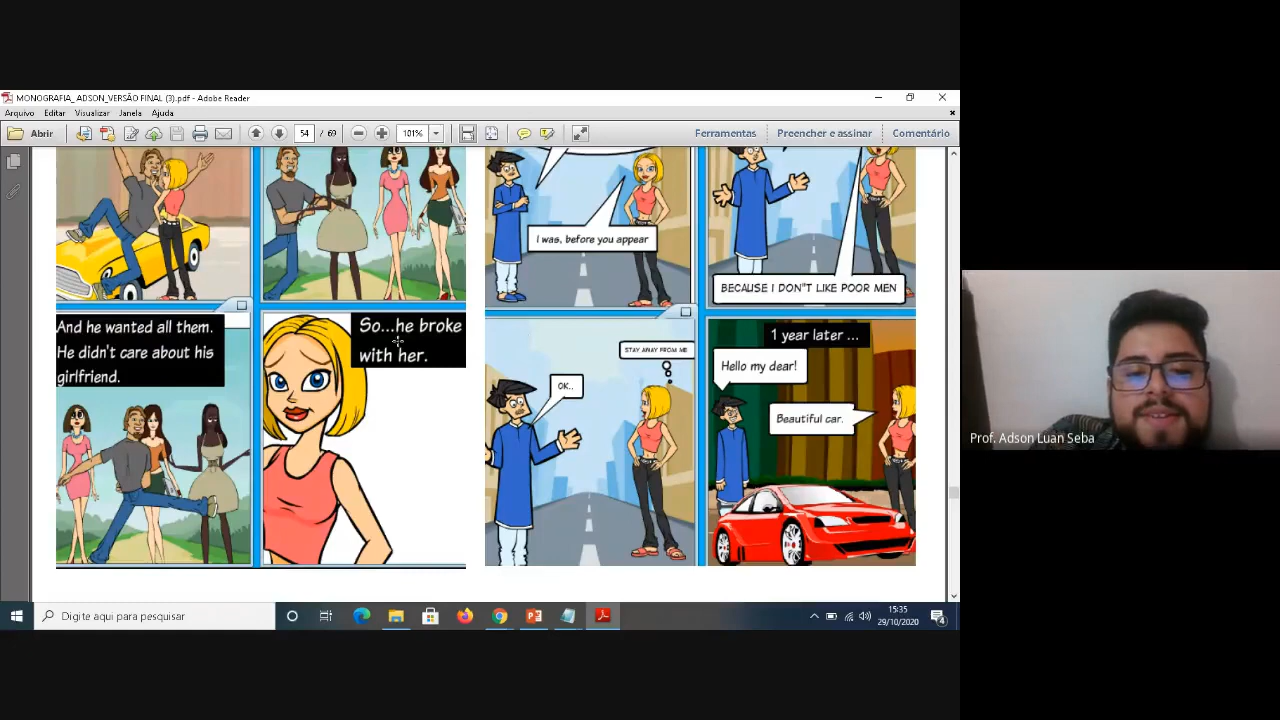 MONOGRAFIA_ ADSON_VERSÃO FINAL (3).pdf - Adobe Reader
Arquivo Editar Visualizar Janela Ajuda
Abrir 54 / 69 101% Ferramentas Preencher e assinar Comentário
I was, before you appear
BECAUSE I DON"T LIKE POOR MEN
And he wanted all them.
He didn't care about his
girlfriend.
So...he broke
with her.
STAY AWAY FROM ME
OK..
1 year later ...
Hello my dear!
Beautiful car.
Prof. Adson Luan Seba
Digite aqui para pesquisar
15:35
29/10/2020
4